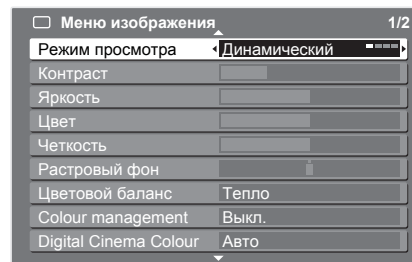 Меню изображения 1/2
Режим просмотра Динамический
Контраст
Яркость
Цвет
Четкость
Растровый фон
Цветовой баланс Тепло
Colour management Выкл.
Digital Cinema Colour Авто